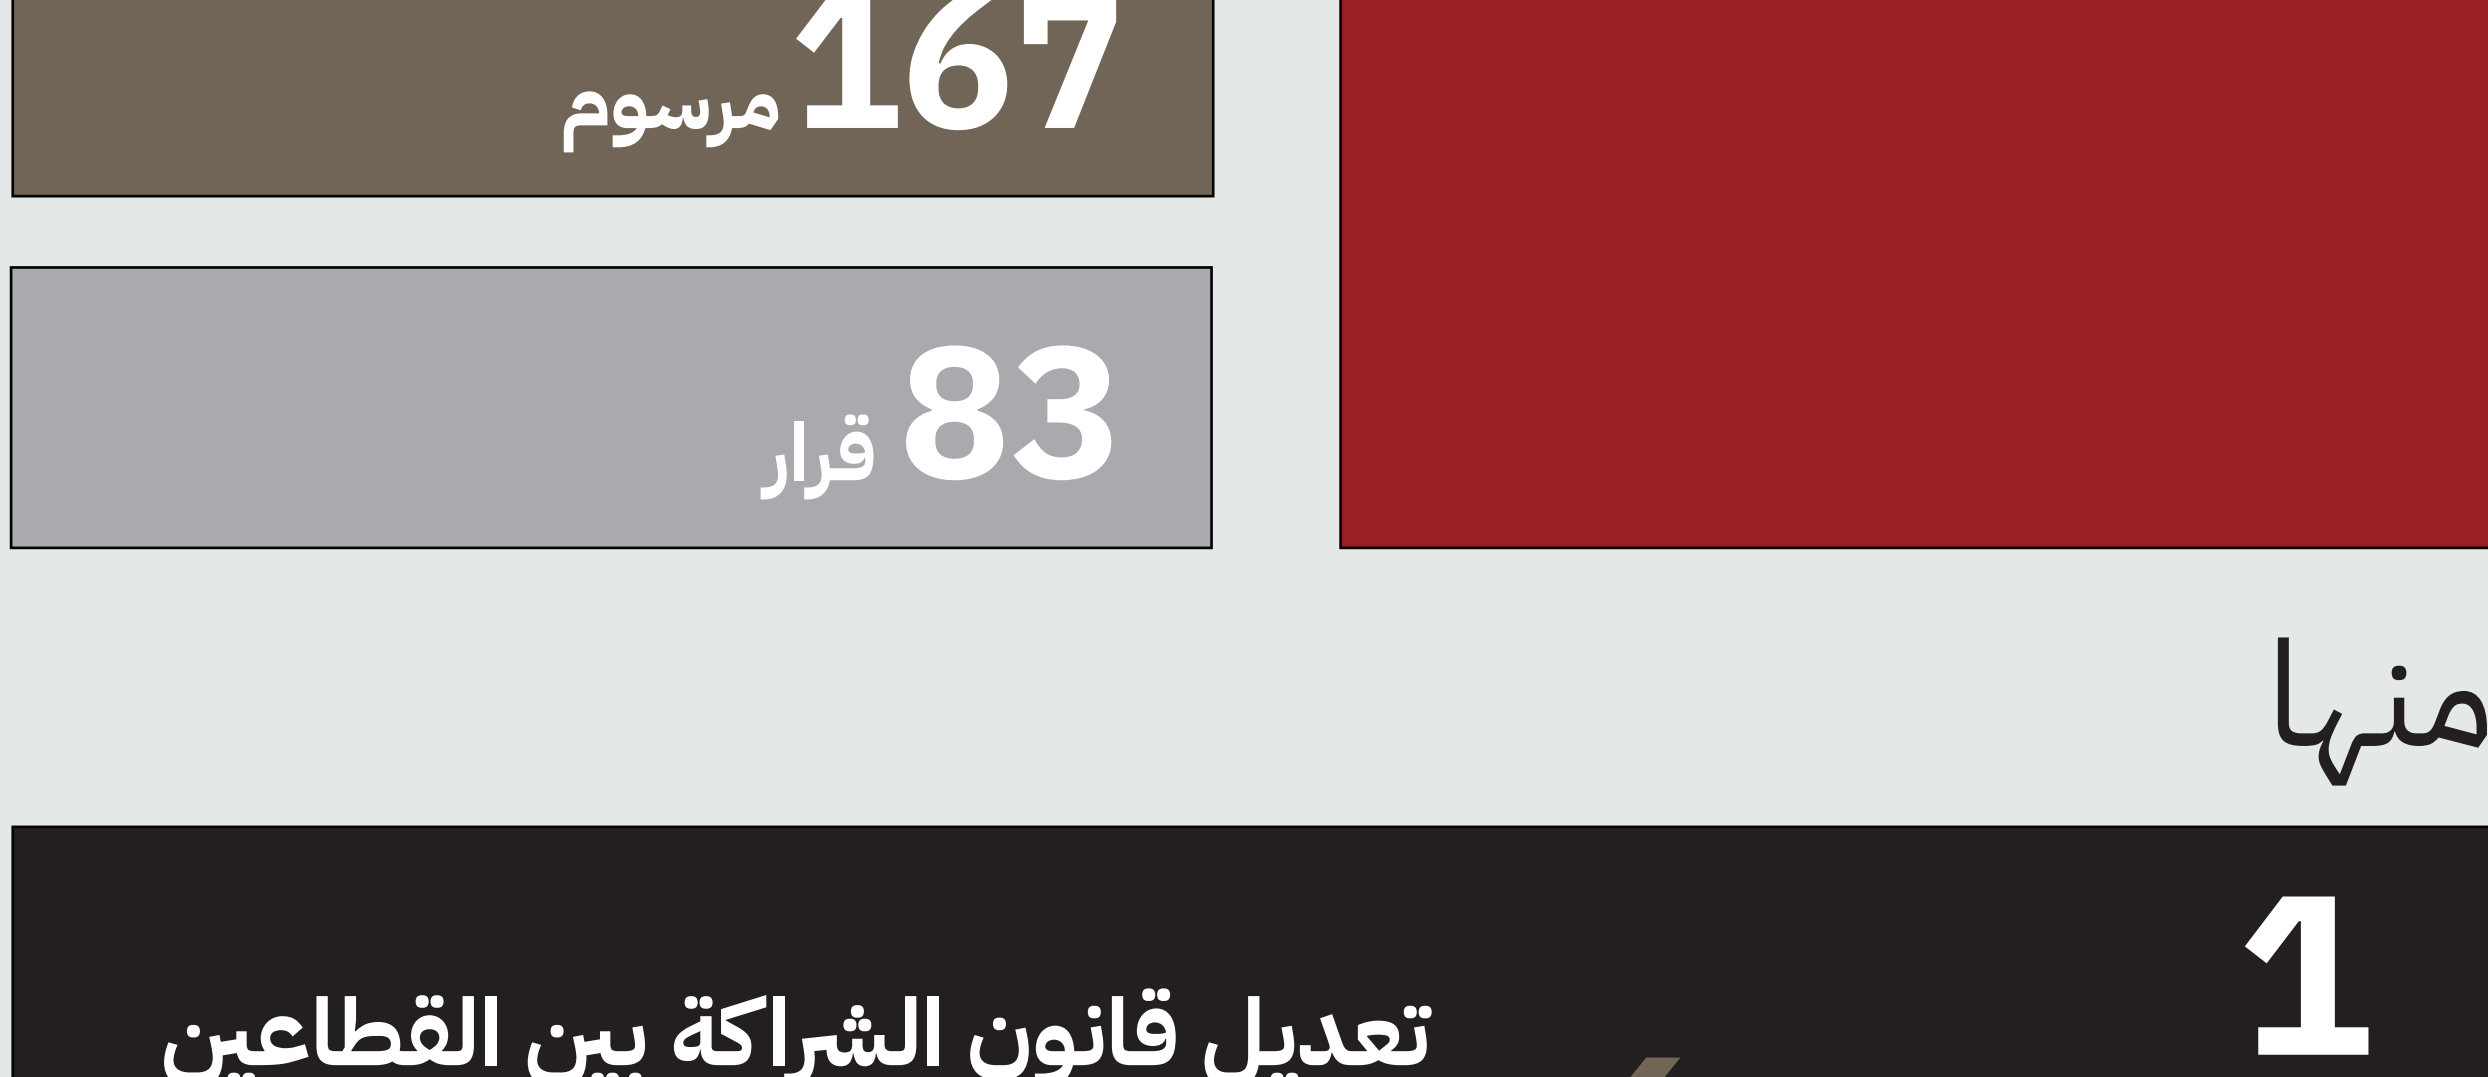 167 مرسوم
83 قرار
منها
1
تعديل قانون الشراكة بين القطاعين